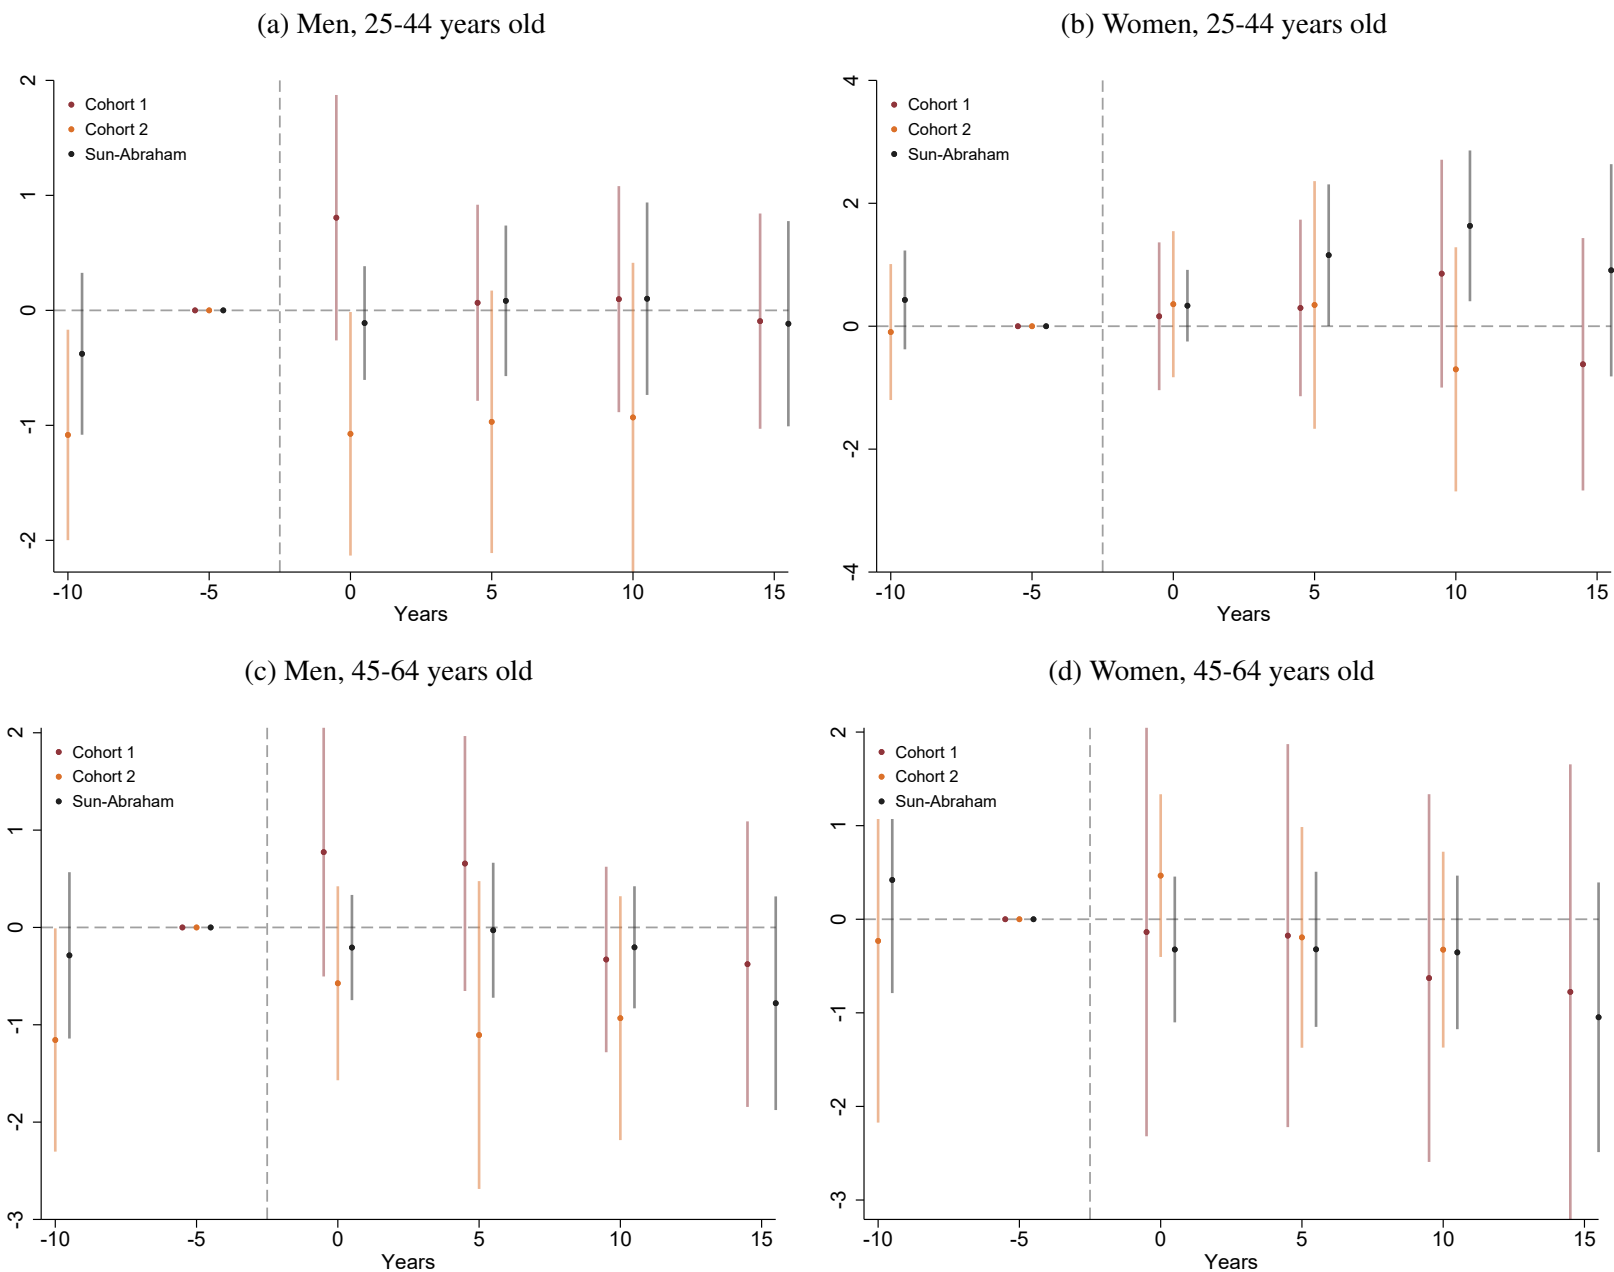 (a) Men, 25-44 years old
2
1
0
-1
-2
Cohort 1
Cohort 2
Sun-Abraham
-10 -5 0 5 10 15
Years
(b) Women, 25-44 years old
4
2
0
-2
-4
Cohort 1
Cohort 2
Sun-Abraham
-10 -5 0 5 10 15
Years
(c) Men, 45-64 years old
2
1
0
-1
-2
-3
Cohort 1
Cohort 2
Sun-Abraham
-10 -5 0 5 10 15
Years
(d) Women, 45-64 years old
2
1
0
-1
-2
-3
Cohort 1
Cohort 2
Sun-Abraham
-10 -5 0 5 10 15
Years